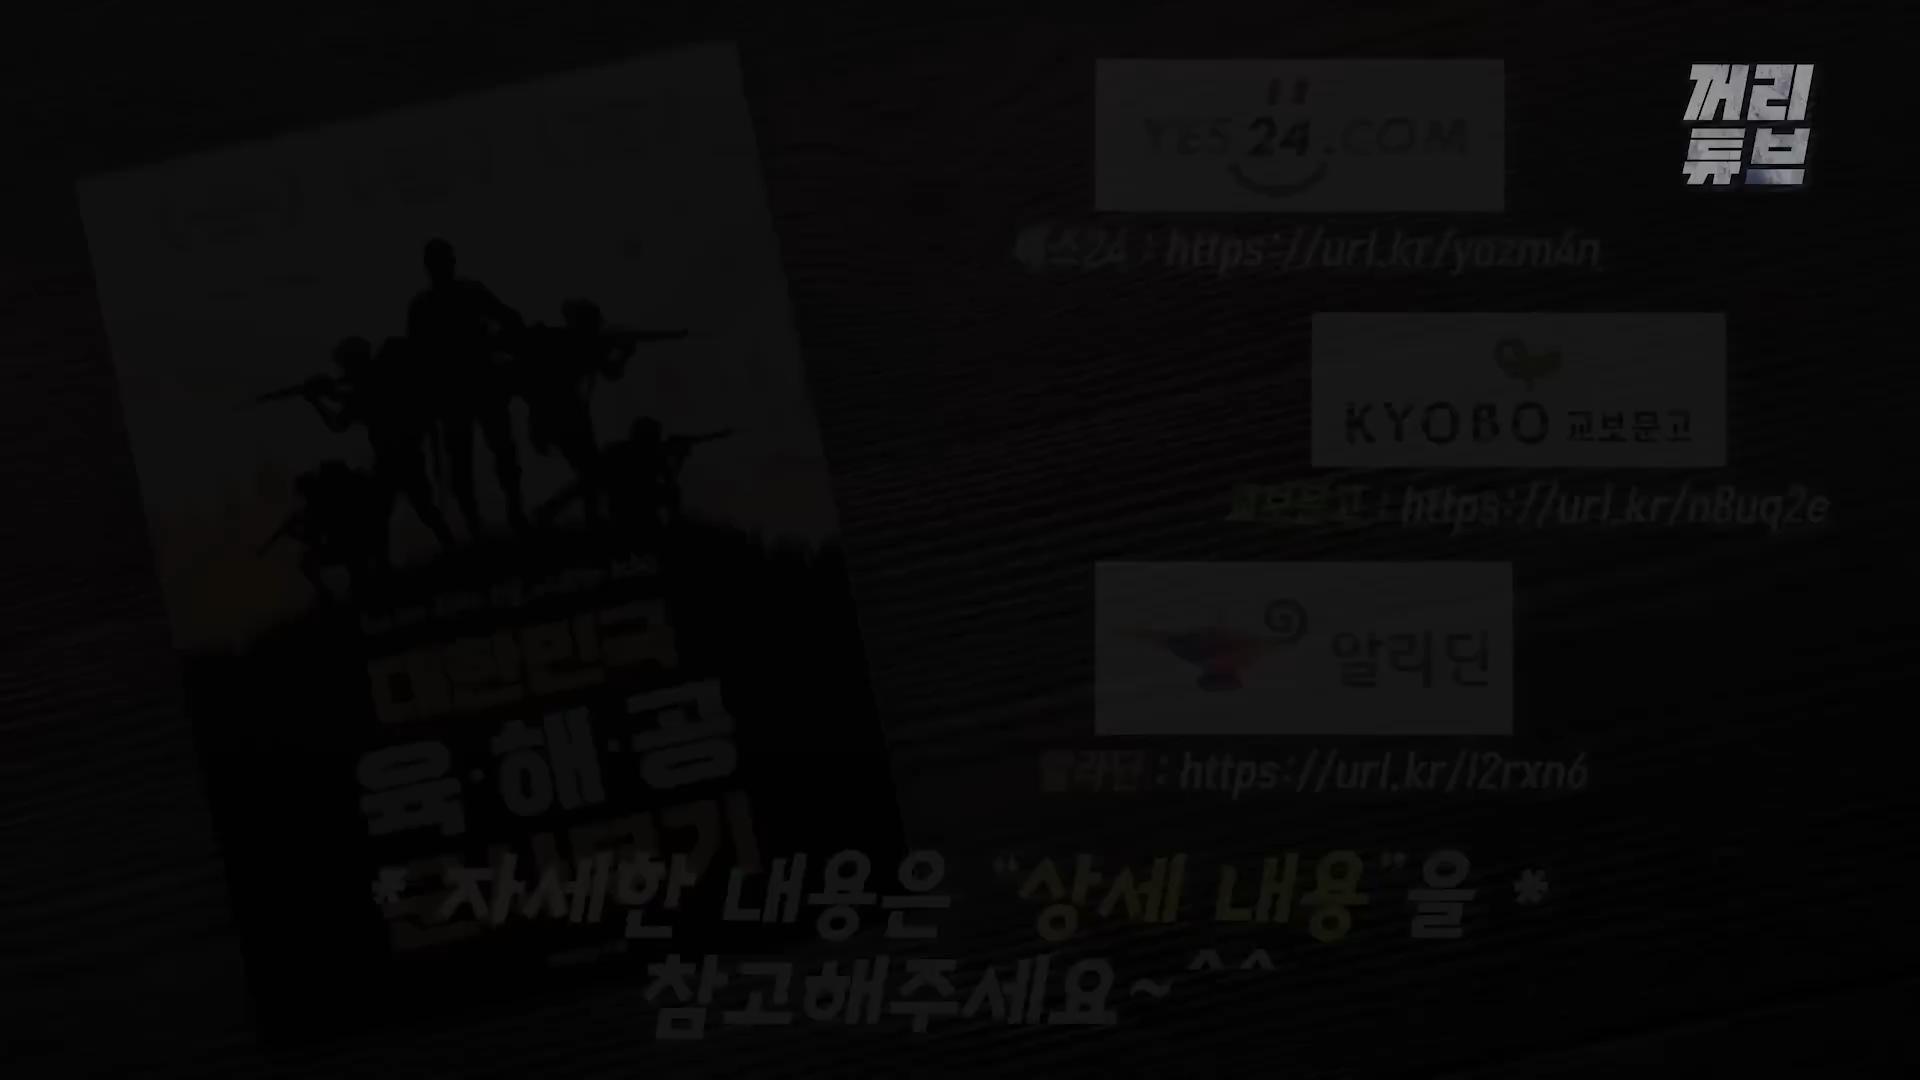 꺼리
튜브
YES24.COM
예스24 : https://url.kr/yozm4n
KYOBO 교보문고
교보문고 : https://url.kr/n8uq2e
알리딘
알라딘 : https://url.kr/l2rxn6
대한민국
육·해·공
* 자세한 내용은 “상세 내용”을 *
참고해주세요~^^